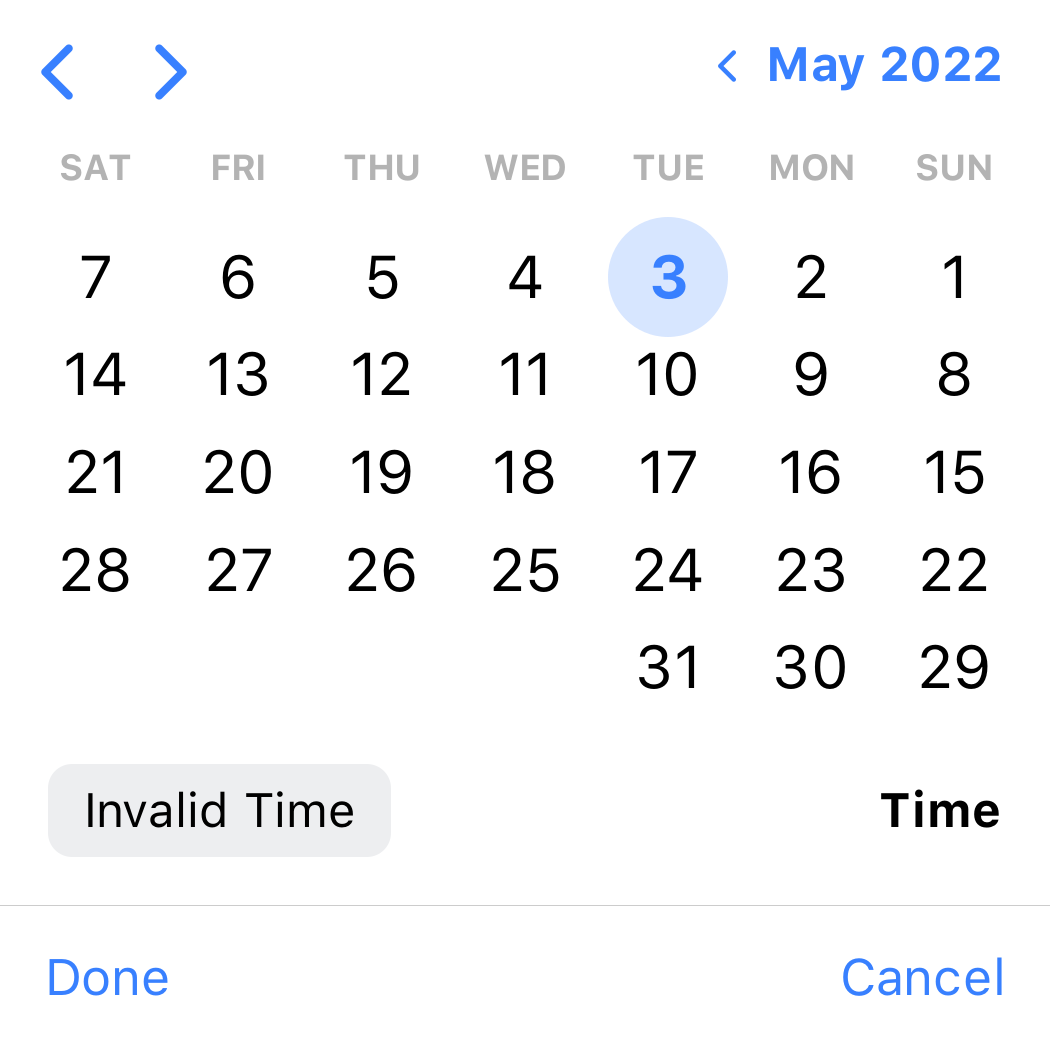 May 2022
SAT FRI THU WED TUE MON SUN
7 6 5 4 3 2 1
14 13 12 11 10 9 8
21 20 19 18 17 16 15
28 27 26 25 24 23 22
31 30 29
Invalid Time Time
Done Cancel